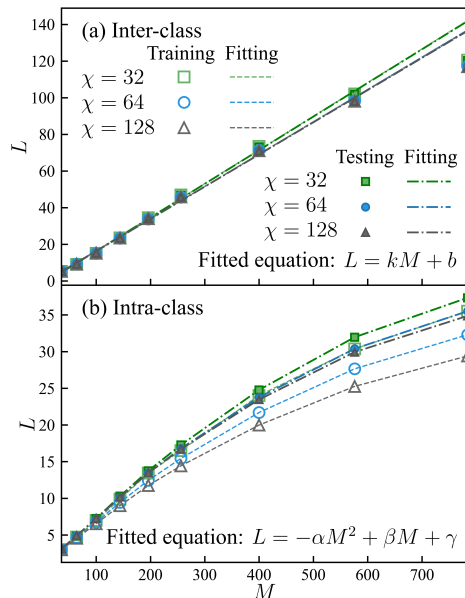 (a) Inter-class
Training Fitting
χ = 32
χ = 64
χ = 128
Testing Fitting
χ = 32
χ = 64
χ = 128
Fitted equation: L = kM + b
L
140
120
100
80
60
40
20
0
(b) Intra-class
Fitted equation: L = −αM² + βM + γ
L
35
30
25
20
15
10
5
100 200 300 400 500 600 700
M